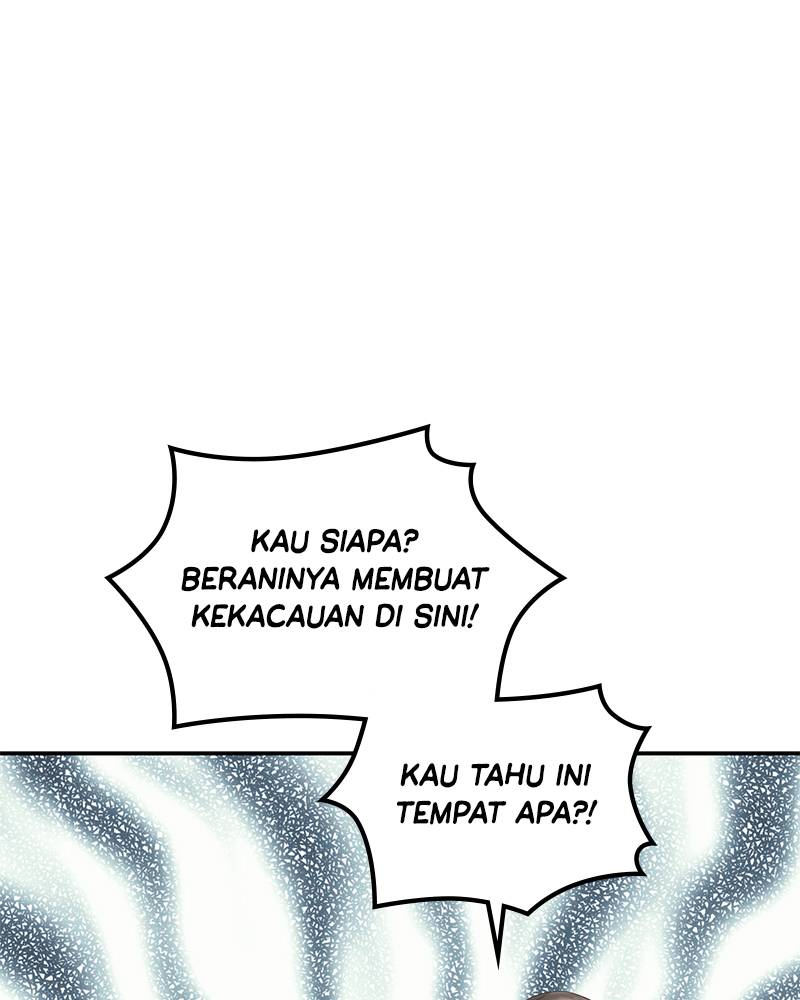 KAU SIAPA?
BERANINYA MEMBUAT
KEKACAUAN DI SINI!
KAU TAHU INI
TEMPAT APA?!